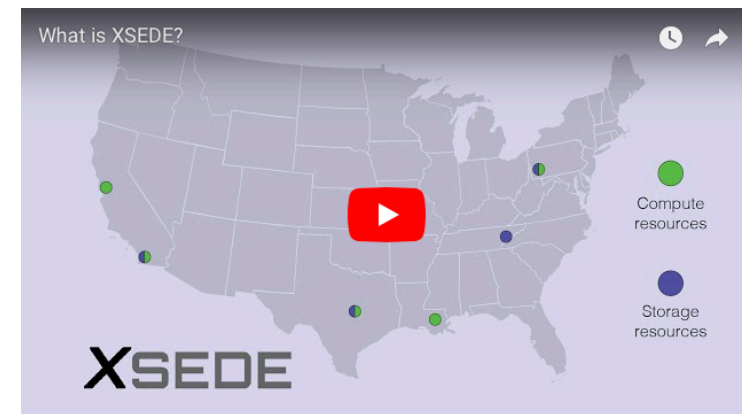 What is XSEDE?
Compute
resources
Storage
resources
XSEDE